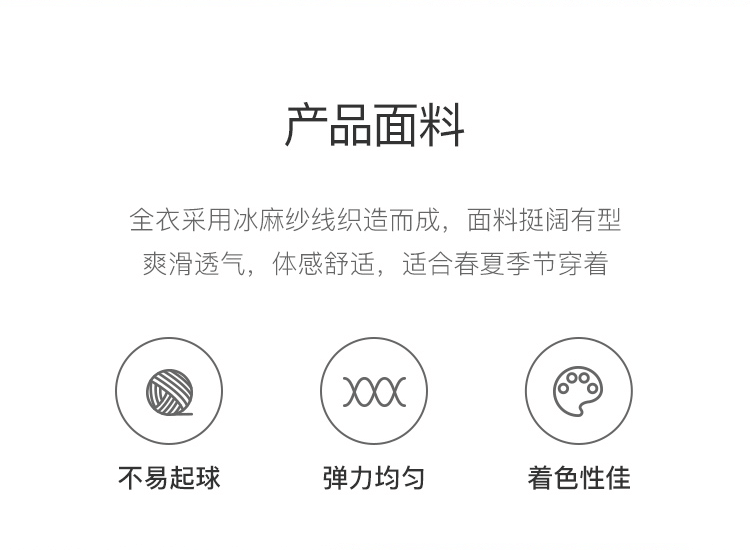 产品面料
全衣采用冰麻纱线织造而成，面料挺阔有型
爽滑透气，体感舒适，适合春夏季节穿着
不易起球
弹力均匀
着色性佳